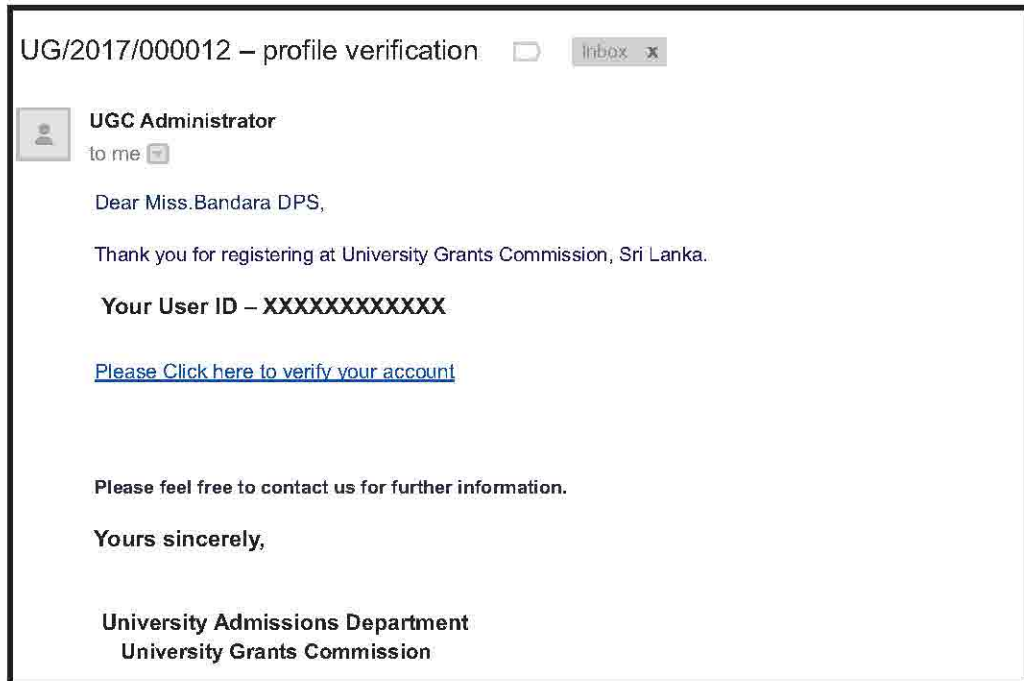 UG/2017/000012 – profile verification
Inbox x
UGC Administrator
to me
Dear Miss.Bandara DPS,
Thank you for registering at University Grants Commission, Sri Lanka.
Your User ID – XXXXXXXXXXXX
Please Click here to verify your account
Please feel free to contact us for further information.
Yours sincerely,
University Admissions Department
University Grants Commission